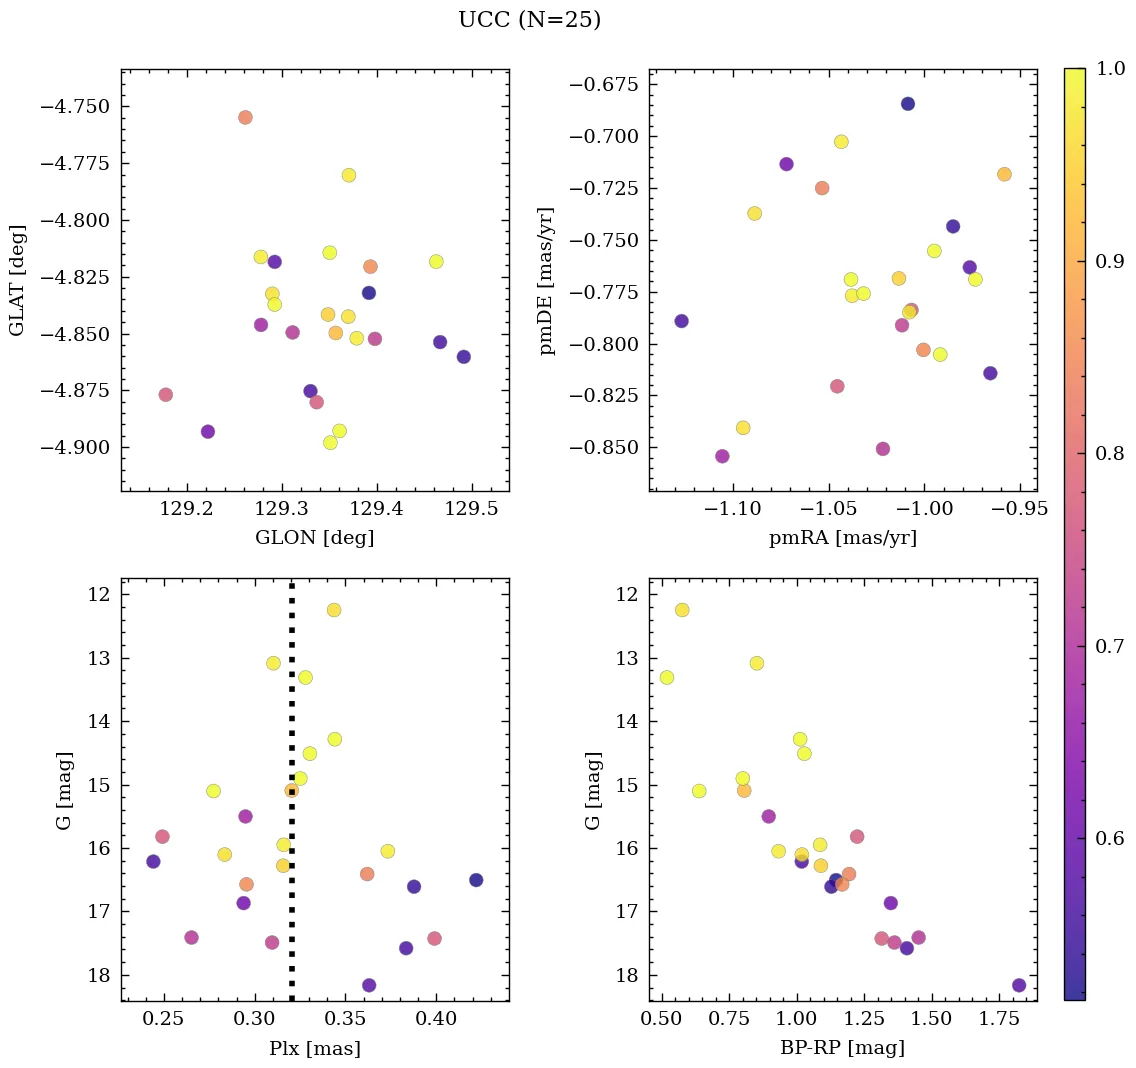 UCC (N=25)
−4.750
−4.775
−4.800
−4.825
−4.850
−4.875
−4.900
GLAT [deg]
129.2 129.3 129.4 129.5
GLON [deg]
−0.675
−0.700
−0.725
−0.750
−0.775
−0.800
−0.825
−0.850
pmDE [mas/yr]
−1.10 −1.05 −1.00 −0.95
pmRA [mas/yr]
12
13
14
15
16
17
18
G [mag]
0.25 0.30 0.35 0.40
Plx [mas]
12
13
14
15
16
17
18
G [mag]
0.50 0.75 1.00 1.25 1.50 1.75
BP-RP [mag]
1.0
0.9
0.8
0.7
0.6